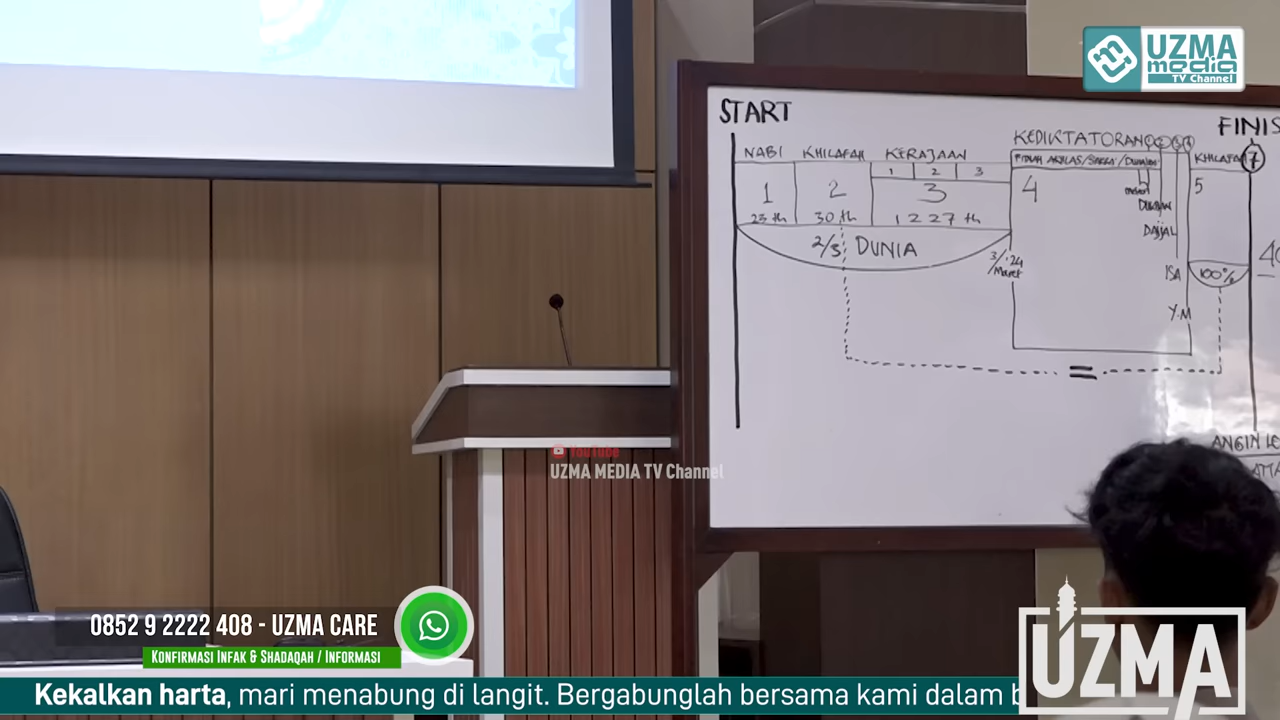 UZMA
media
TV Channel
START
FINIS
KEDIKTATORAN
NABI
KHILAFAH
KERAJAAN
1 2 3
1
2
3
4
5
7
23 th
30 th
1227 th
2/3 DUNIA
3/'24
Maret
DUKHAN
DAJJAL
ISA
100%
Y.M
=
40
ANGIN LE
YouTube
UZMA MEDIA TV Channel
0852 9 2222 408 - UZMA CARE
KONFIRMASI INFAK & SHADAQAH / INFORMASI
UZMA
Kekalkan harta, mari menabung di langit. Bergabunglah bersama kami dalam b